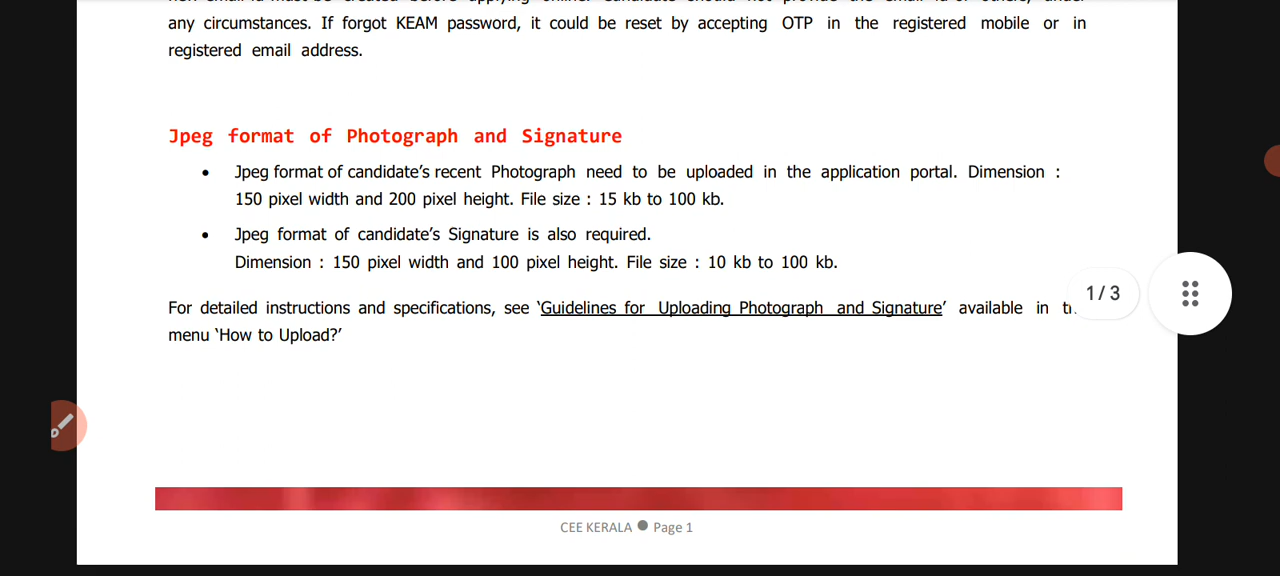 any circumstances. If forgot KEAM password, it could be reset by accepting OTP in the registered mobile or in
registered email address.
Jpeg format of Photograph and Signature
• Jpeg format of candidate’s recent Photograph need to be uploaded in the application portal. Dimension :
150 pixel width and 200 pixel height. File size : 15 kb to 100 kb.
• Jpeg format of candidate’s Signature is also required.
Dimension : 150 pixel width and 100 pixel height. File size : 10 kb to 100 kb.
For detailed instructions and specifications, see ‘Guidelines for Uploading Photograph and Signature’ available in
menu ‘How to Upload?’
1/3
CEE KERALA ● Page 1